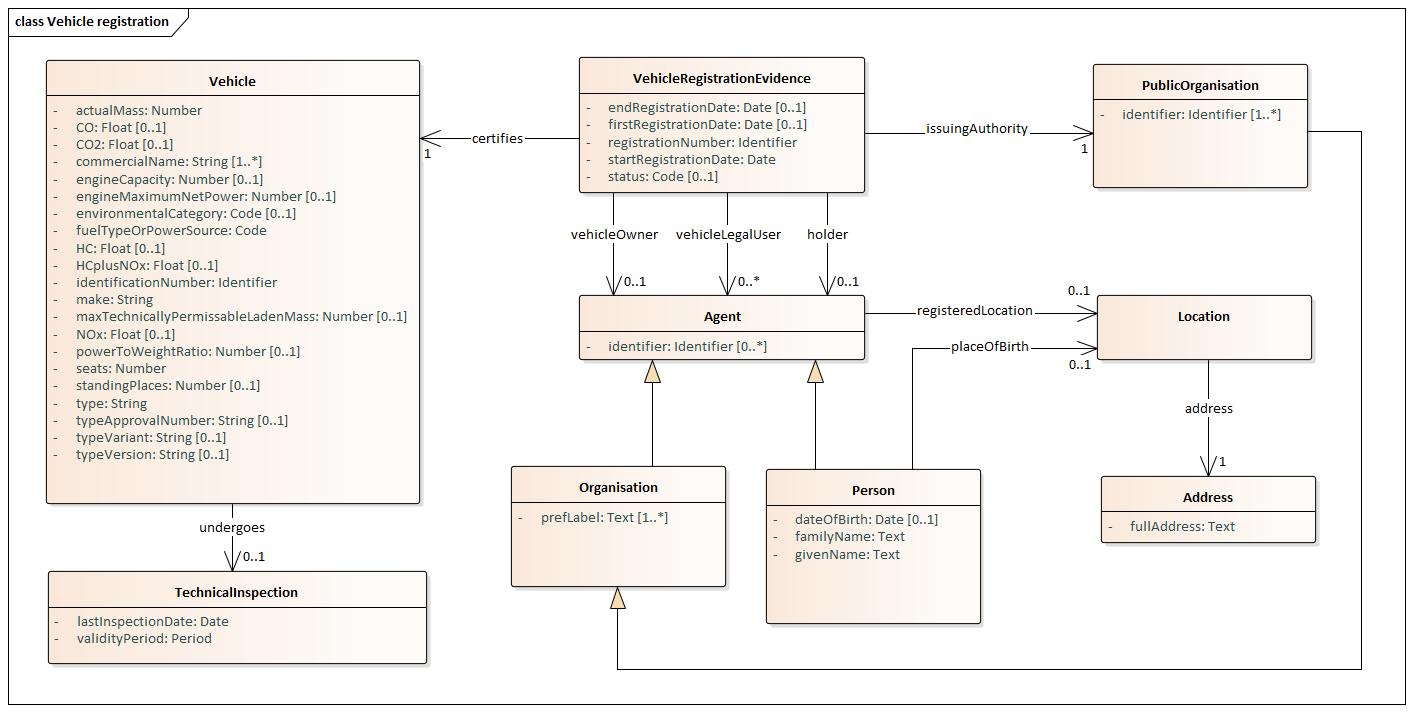 class Vehicle registration
Vehicle
- actualMass: Number
- CO: Float [0..1]
- CO2: Float [0..1]
- commercialName: String [1..*]
- engineCapacity: Number [0..1]
- engineMaximumNetPower: Number [0..1]
- environmentalCategory: Code [0..1]
- fuelTypeOrPowerSource: Code
- HC: Float [0..1]
- HCplusNOx: Float [0..1]
- identificationNumber: Identifier
- make: String
- maxTechnicallyPermissableLadenMass: Number [0..1]
- NOx: Float [0..1]
- powerToWeightRatio: Number [0..1]
- seats: Number
- standingPlaces: Number [0..1]
- type: String
- typeApprovalNumber: String [0..1]
- typeVariant: String [0..1]
- typeVersion: String [0..1]
certifies
1
VehicleRegistrationEvidence
- endRegistrationDate: Date [0..1]
- firstRegistrationDate: Date [0..1]
- registrationNumber: Identifier
- startRegistrationDate: Date
- status: Code [0..1]
issuingAuthority
1
PublicOrganisation
- identifier: Identifier [1..*]
vehicleOwner
0..1
vehicleLegalUser
0..*
holder
0..1
Agent
- identifier: Identifier [0..*]
registeredLocation
0..1
placeOfBirth
0..1
Location
address
1
Address
- fullAddress: Text
Organisation
- prefLabel: Text [1..*]
Person
- dateOfBirth: Date [0..1]
- familyName: Text
- givenName: Text
undergoes
0..1
TechnicalInspection
- lastInspectionDate: Date
- validityPeriod: Period